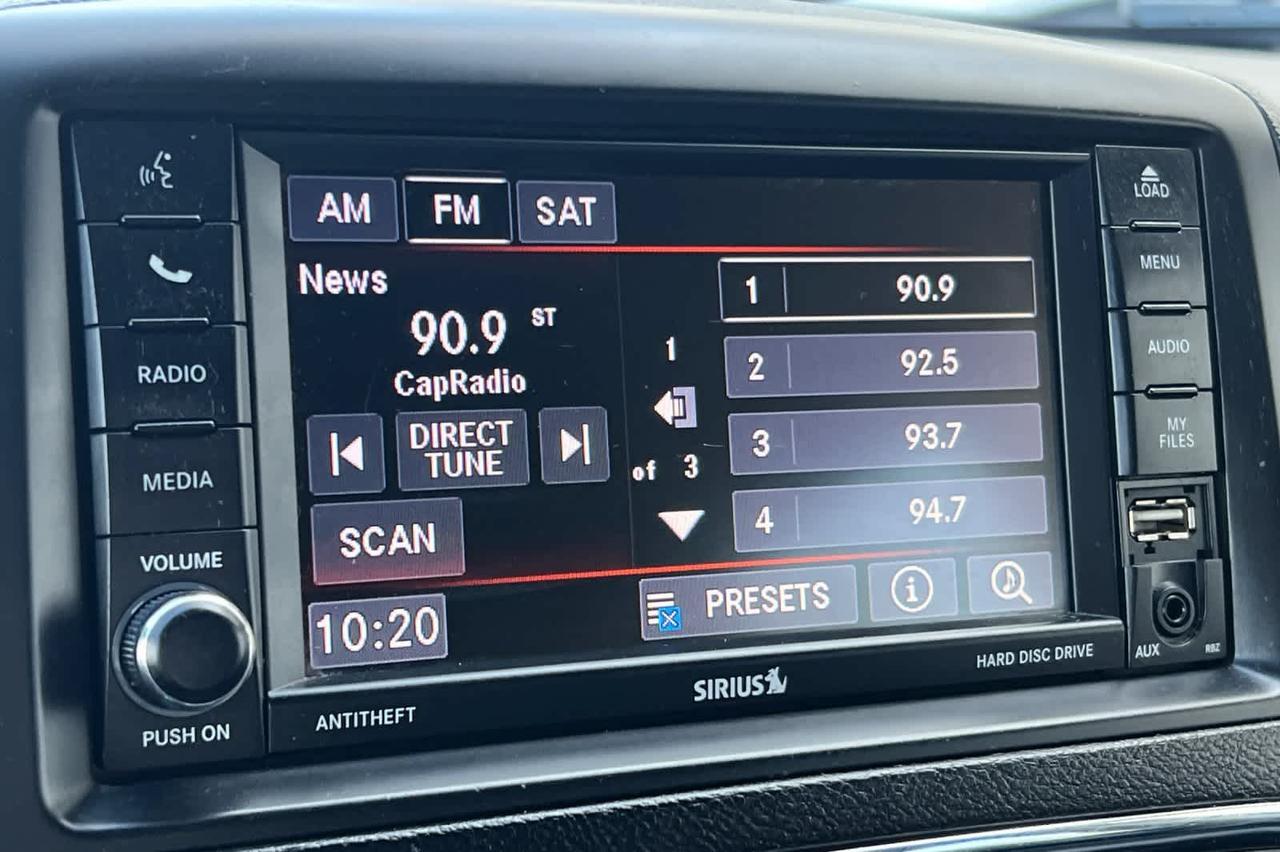 AM FM SAT
News
90.9 ST
CapRadio
DIRECT
TUNE
SCAN
10:20
1
of 3
1 90.9
2 92.5
3 93.7
4 94.7
PRESETS
i
RADIO
MEDIA
VOLUME
PUSH ON
LOAD
MENU
AUDIO
MY
FILES
AUX
RBZ
ANTITHEFT
SIRIUS
HARD DISC DRIVE